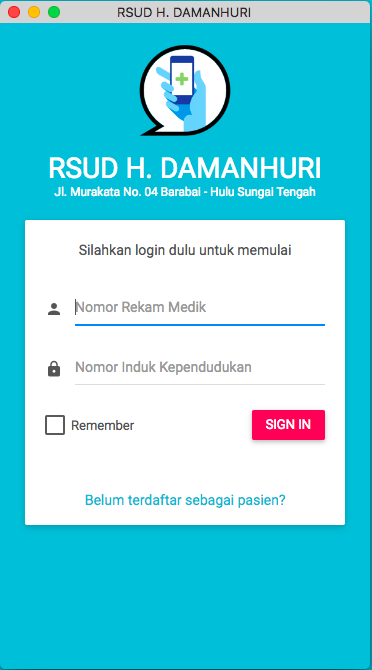 RSUD H. DAMANHURI
RSUD H. DAMANHURI
Jl. Murakata No. 04 Barabai - Hulu Sungai Tengah
Silahkan login dulu untuk memulai
Nomor Rekam Medik
Nomor Induk Kependudukan
Remember
SIGN IN
Belum terdaftar sebagai pasien?